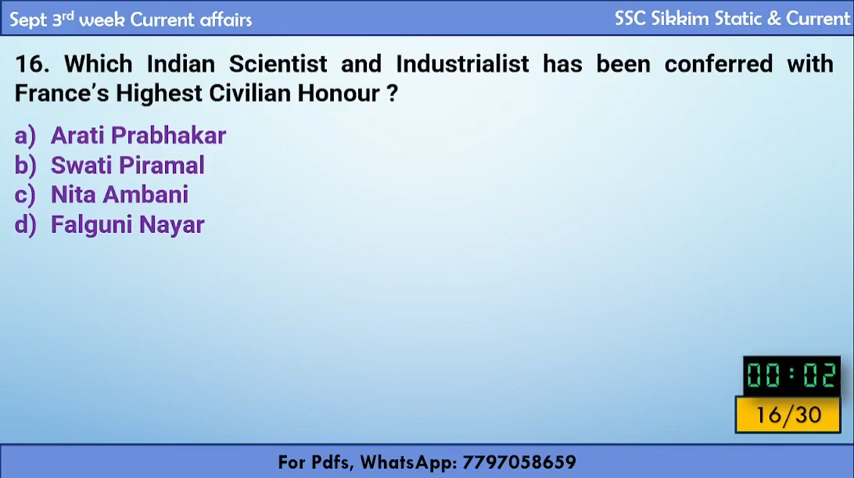 Sept 3rd week Current affairs
SSC Sikkim Static & Current
16. Which Indian Scientist and Industrialist has been conferred with
France's Highest Civilian Honour ?
a) Arati Prabhakar
b) Swati Piramal
c) Nita Ambani
d) Falguni Nayar
00:02
16/30
For Pdfs, WhatsApp: 7797058659